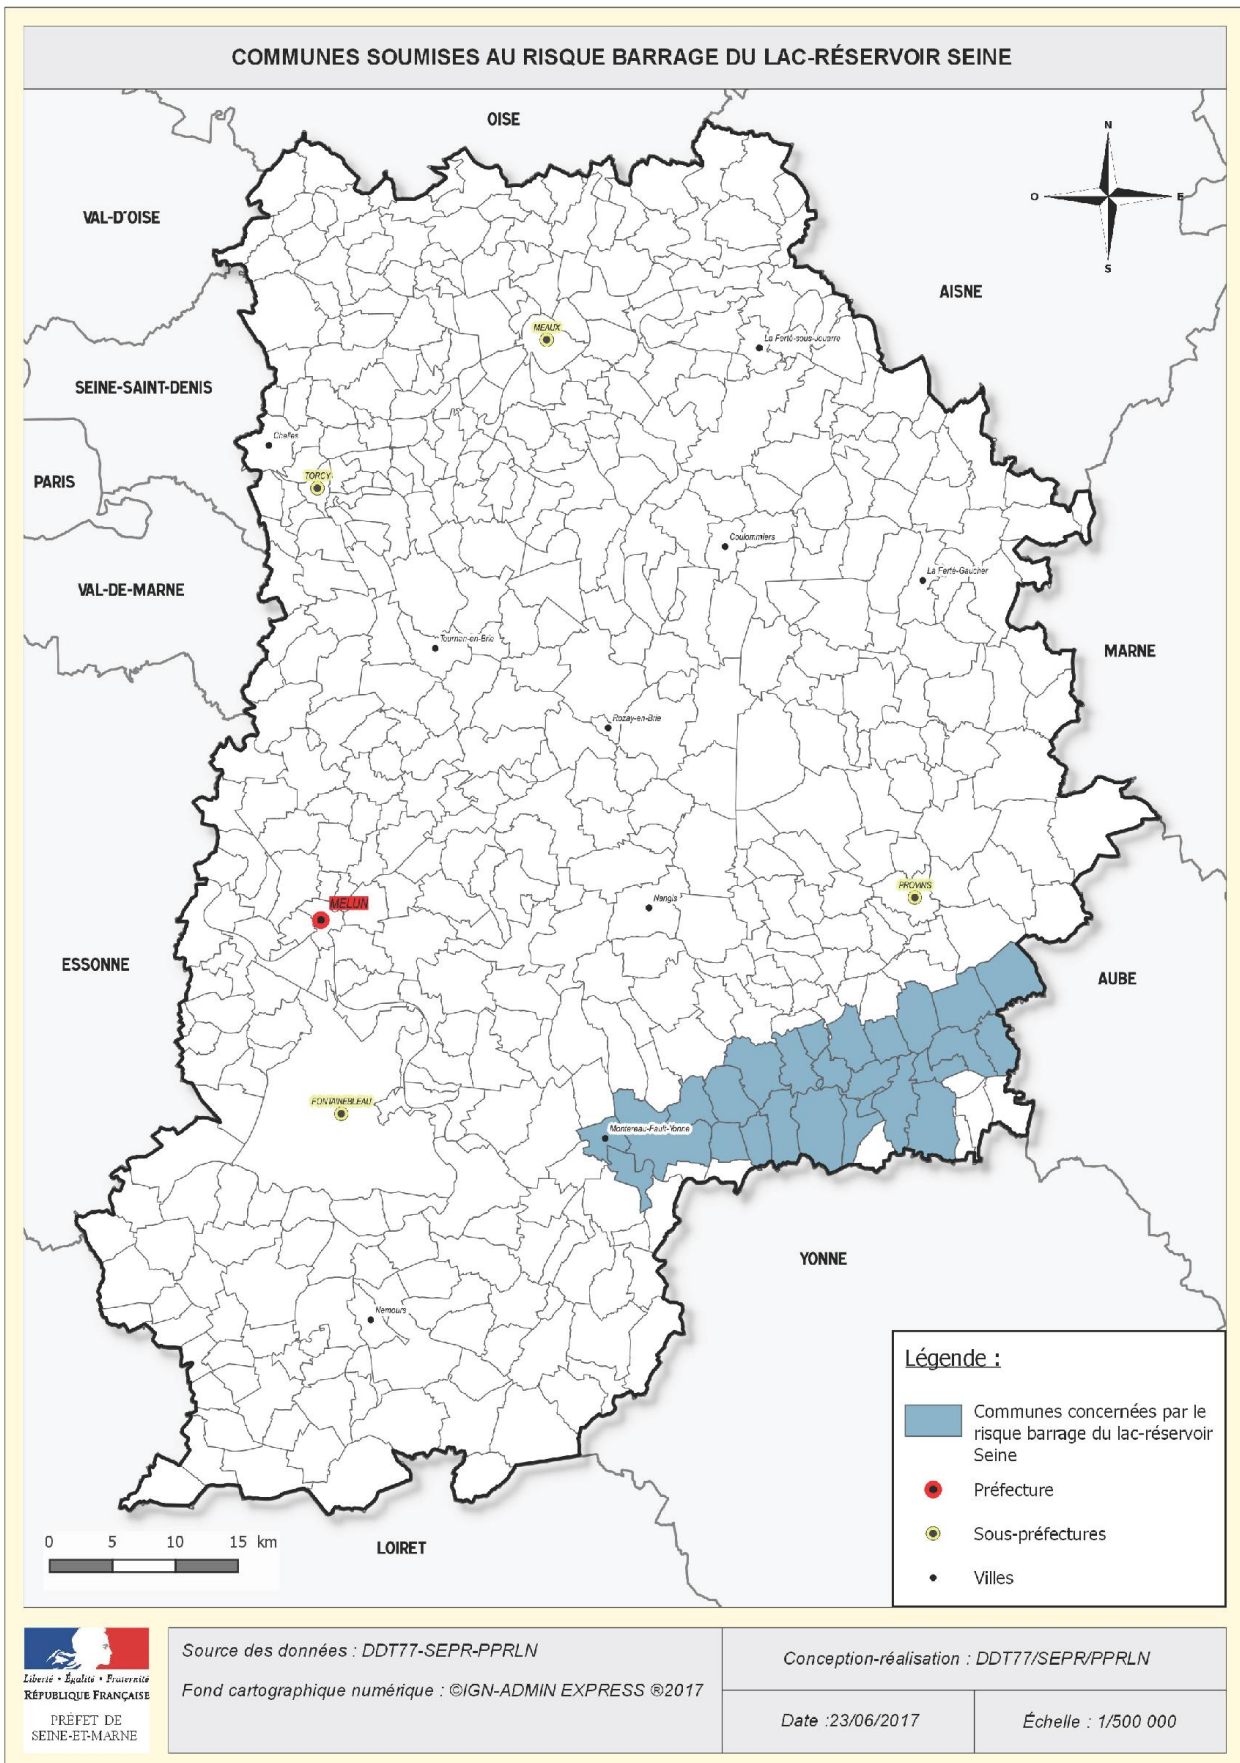 COMMUNES SOUMISES AU RISQUE BARRAGE DU LAC-RÉSERVOIR SEINE
OISE
N
O
E
S
VAL-D'OISE
AISNE
MEAUX
La Ferté-sous-Jouarre
SEINE-SAINT-DENIS
Chelles
PARIS
TORCY
Coulommiers
La Ferté-Gaucher
VAL-DE-MARNE
Tournan-en-Brie
MARNE
Rozay-en-Brie
PROVINS
MELUN
Nangis
ESSONNE
AUBE
FONTAINEBLEAU
Montereau-Fault-Yonne
YONNE
Nemours
Légende :
Communes concernées par le
risque barrage du lac-réservoir
Seine
Préfecture
Sous-préfectures
Villes
0 5 10 15 km
LOIRET
Liberté • Égalité • Fraternité
RÉPUBLIQUE FRANÇAISE
PRÉFET DE
SEINE-ET-MARNE
Source des données : DDT77-SEPR-PPRLN
Fond cartographique numérique : ©IGN-ADMIN EXPRESS ®2017
Conception-réalisation : DDT77/SEPR/PPRLN
Date :23/06/2017
Échelle : 1/500 000